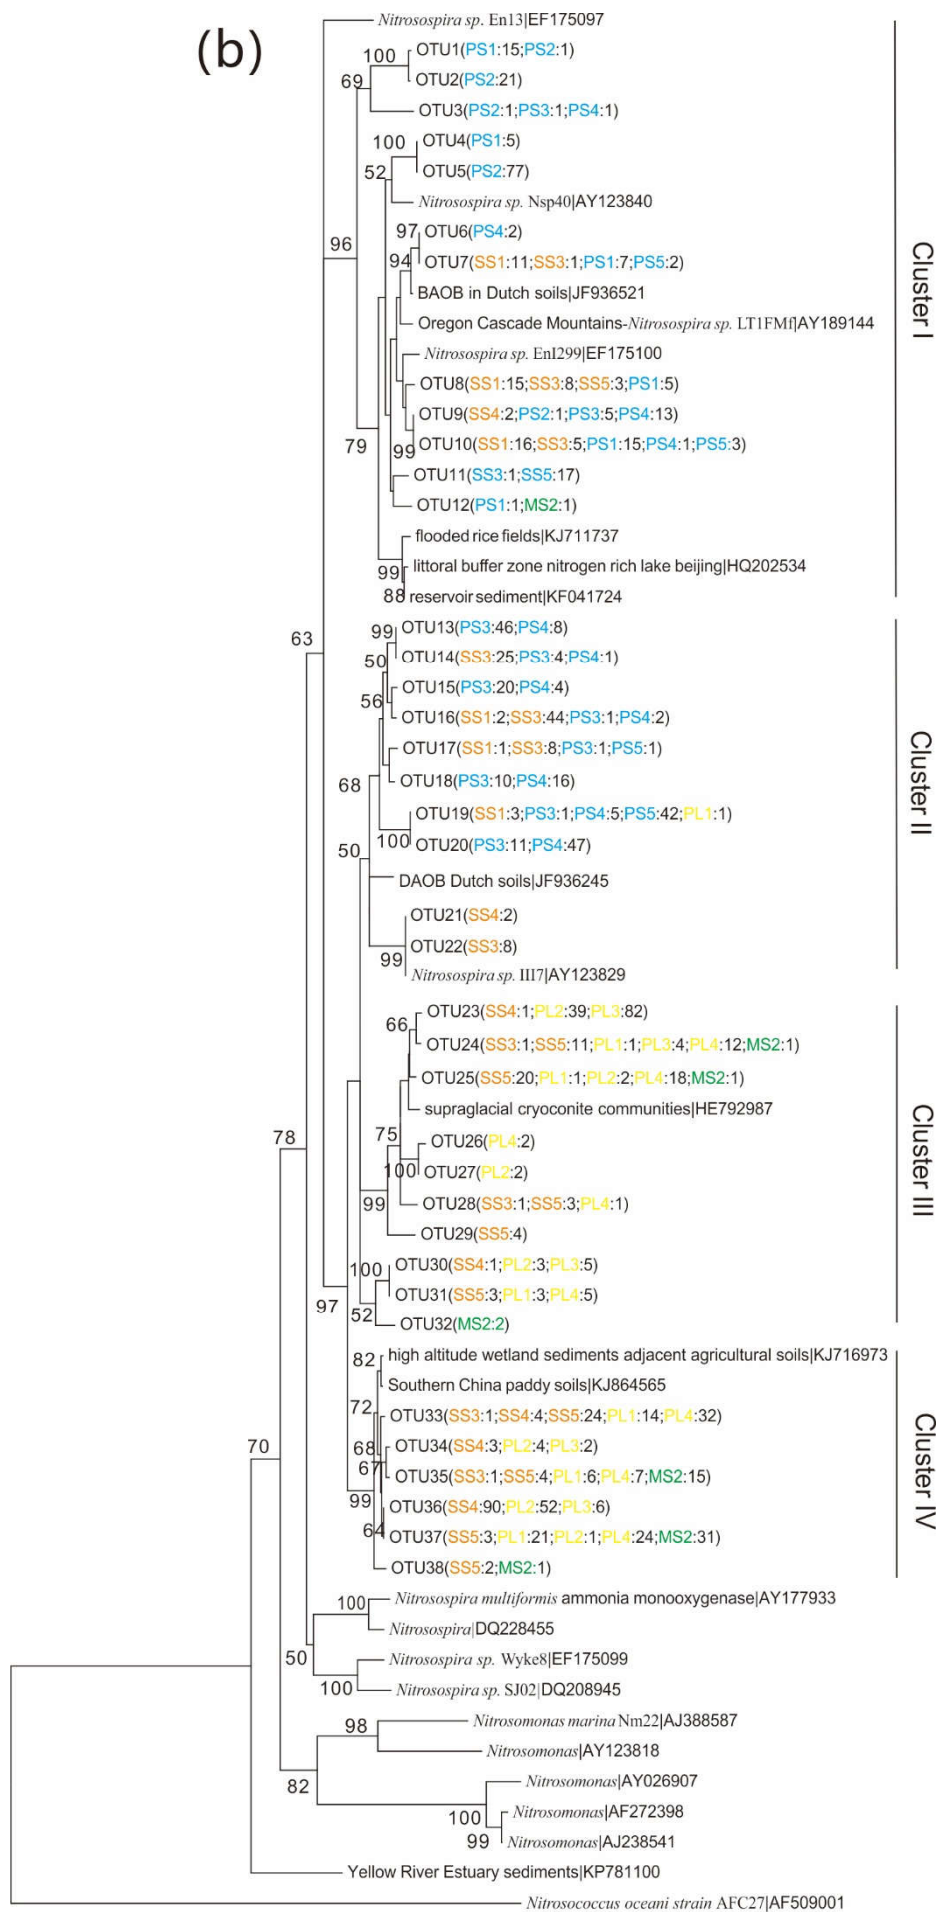 (b)
Nitrosospira sp. En13|EF175097
OTU1(PS1:15;PS2:1)
100
69
OTU2(PS2:21)
OTU3(PS2:1;PS3:1;PS4:1)
100
OTU4(PS1:5)
52
OTU5(PS2:77)
Nitrosospira sp. Nsp40|AY123840
96
97
OTU6(PS4:2)
94
OTU7(SS1:11;SS3:1;PS1:7;PS5:2)
BAOB in Dutch soils|JF936521
Oregon Cascade Mountains-Nitrosospira sp. LT1FMf|AY189144
Nitrosospira sp. EnI299|EF175100
OTU8(SS1:15;SS3:8;SS5:3;PS1:5)
OTU9(SS4:2;PS2:1;PS3:5;PS4:13)
79
99
OTU10(SS1:16;SS3:5;PS1:15;PS4:1;PS5:3)
OTU11(SS3:1;SS5:17)
OTU12(PS1:1;MS2:1)
flooded rice fields|KJ711737
99
littoral buffer zone nitrogen rich lake beijing|HQ202534
88
reservoir sediment|KF041724
Cluster I
63
99
OTU13(PS3:46;PS4:8)
50
OTU14(SS3:25;PS3:4;PS4:1)
56
OTU15(PS3:20;PS4:4)
OTU16(SS1:2;SS3:44;PS3:1;PS4:2)
OTU17(SS1:1;SS3:8;PS3:1;PS5:1)
68
OTU18(PS3:10;PS4:16)
OTU19(SS1:3;PS3:1;PS4:5;PS5:42;PL1:1)
100
OTU20(PS3:11;PS4:47)
50
DAOB Dutch soils|JF936245
OTU21(SS4:2)
OTU22(SS3:8)
99
Nitrosospira sp. III7|AY123829
Cluster II
OTU23(SS4:1;PL2:39;PL3:82)
66
OTU24(SS3:1;SS5:11;PL1:1;PL3:4;PL4:12;MS2:1)
OTU25(SS5:20;PL1:1;PL2:2;PL4:18;MS2:1)
supraglacial cryoconite communities|HE792987
78
75
OTU26(PL4:2)
100
OTU27(PL2:2)
99
OTU28(SS3:1;SS5:3;PL4:1)
OTU29(SS5:4)
100
OTU30(SS4:1;PL2:3;PL3:5)
OTU31(SS5:3;PL1:3;PL4:5)
97
52
OTU32(MS2:2)
Cluster III
82
high altitude wetland sediments adjacent agricultural soils|KJ716973
Southern China paddy soils|KJ864565
72
OTU33(SS3:1;SS4:4;SS5:24;PL1:14;PL4:32)
70
68
OTU34(SS4:3;PL2:4;PL3:2)
67
OTU35(SS3:1;SS5:4;PL1:6;PL4:7;MS2:15)
99
OTU36(SS4:90;PL2:52;PL3:6)
64
OTU37(SS5:3;PL1:21;PL2:1;PL4:24;MS2:31)
OTU38(SS5:2;MS2:1)
Cluster IV
100
Nitrosospira multiformis ammonia monooxygenase|AY177933
Nitrosospira|DQ228455
50
Nitrosospira sp. Wyke8|EF175099
100
Nitrosospira sp. SJ02|DQ208945
98
Nitrosomonas marina Nm22|AJ388587
Nitrosomonas|AY123818
82
Nitrosomonas|AY026907
100
Nitrosomonas|AF272398
99
Nitrosomonas|AJ238541
Yellow River Estuary sediments|KP781100
Nitrosococcus oceani strain AFC27|AF509001